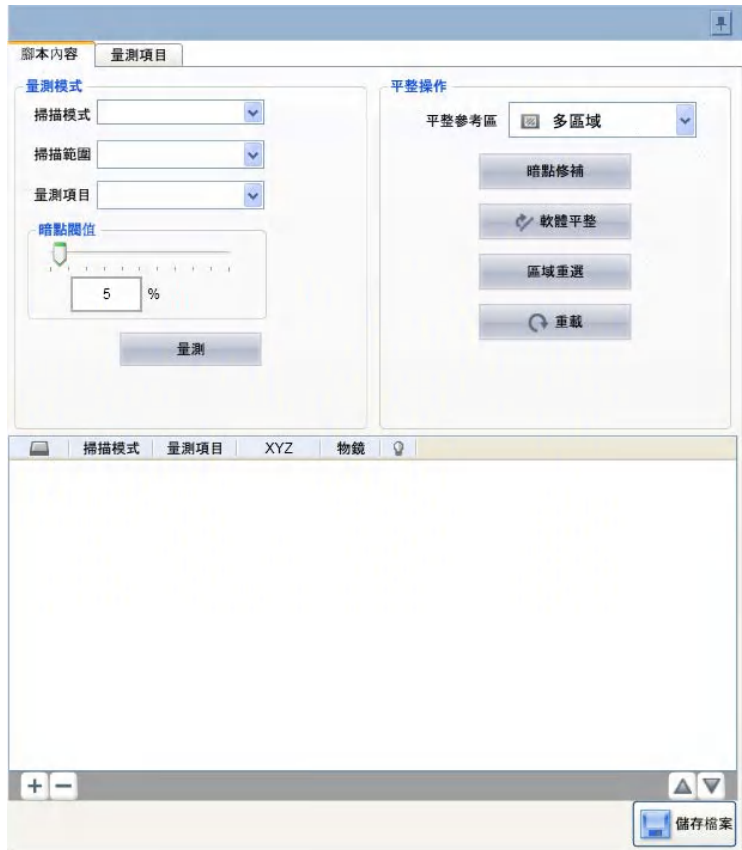 腳本內容 量測項目
量測模式
掃描模式
掃描範圍
量測項目
暗點閥值
5 %
量測
平整操作
平整參考區 多區域
暗點修補
軟體平整
區域重選
重載
掃描模式 量測項目 XYZ 物鏡
儲存檔案